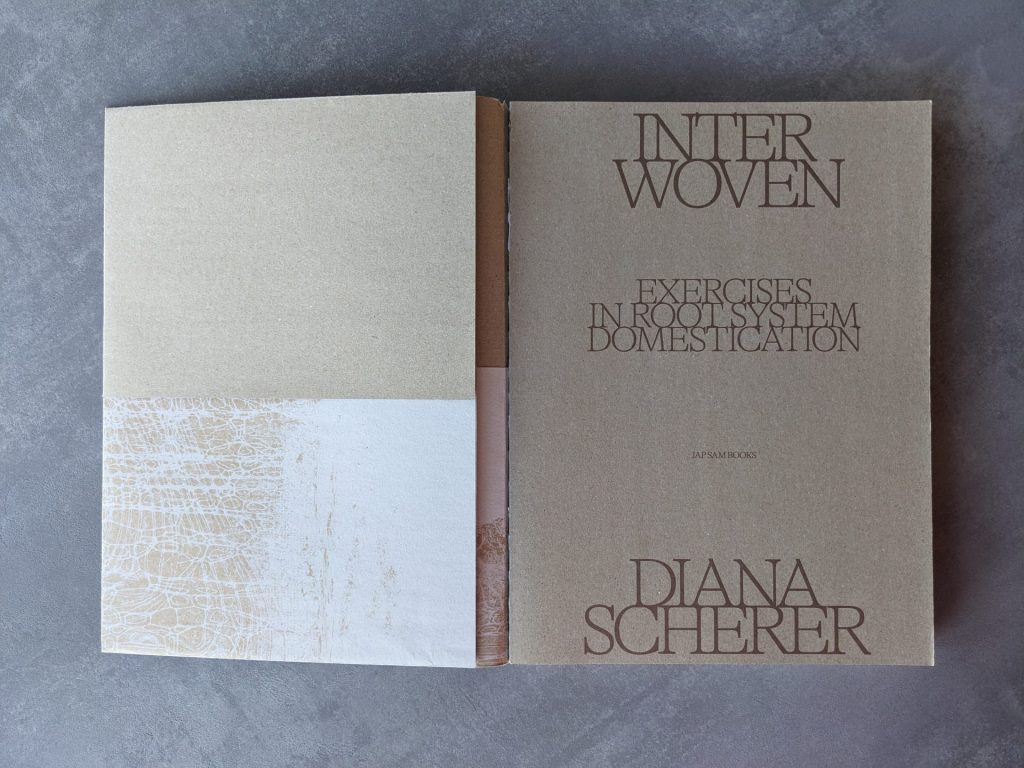 INTER
WOVEN
EXERCISES
IN ROOT SYSTEM
DOMESTICATION
JAP SAM BOOKS
DIANA
SCHERER